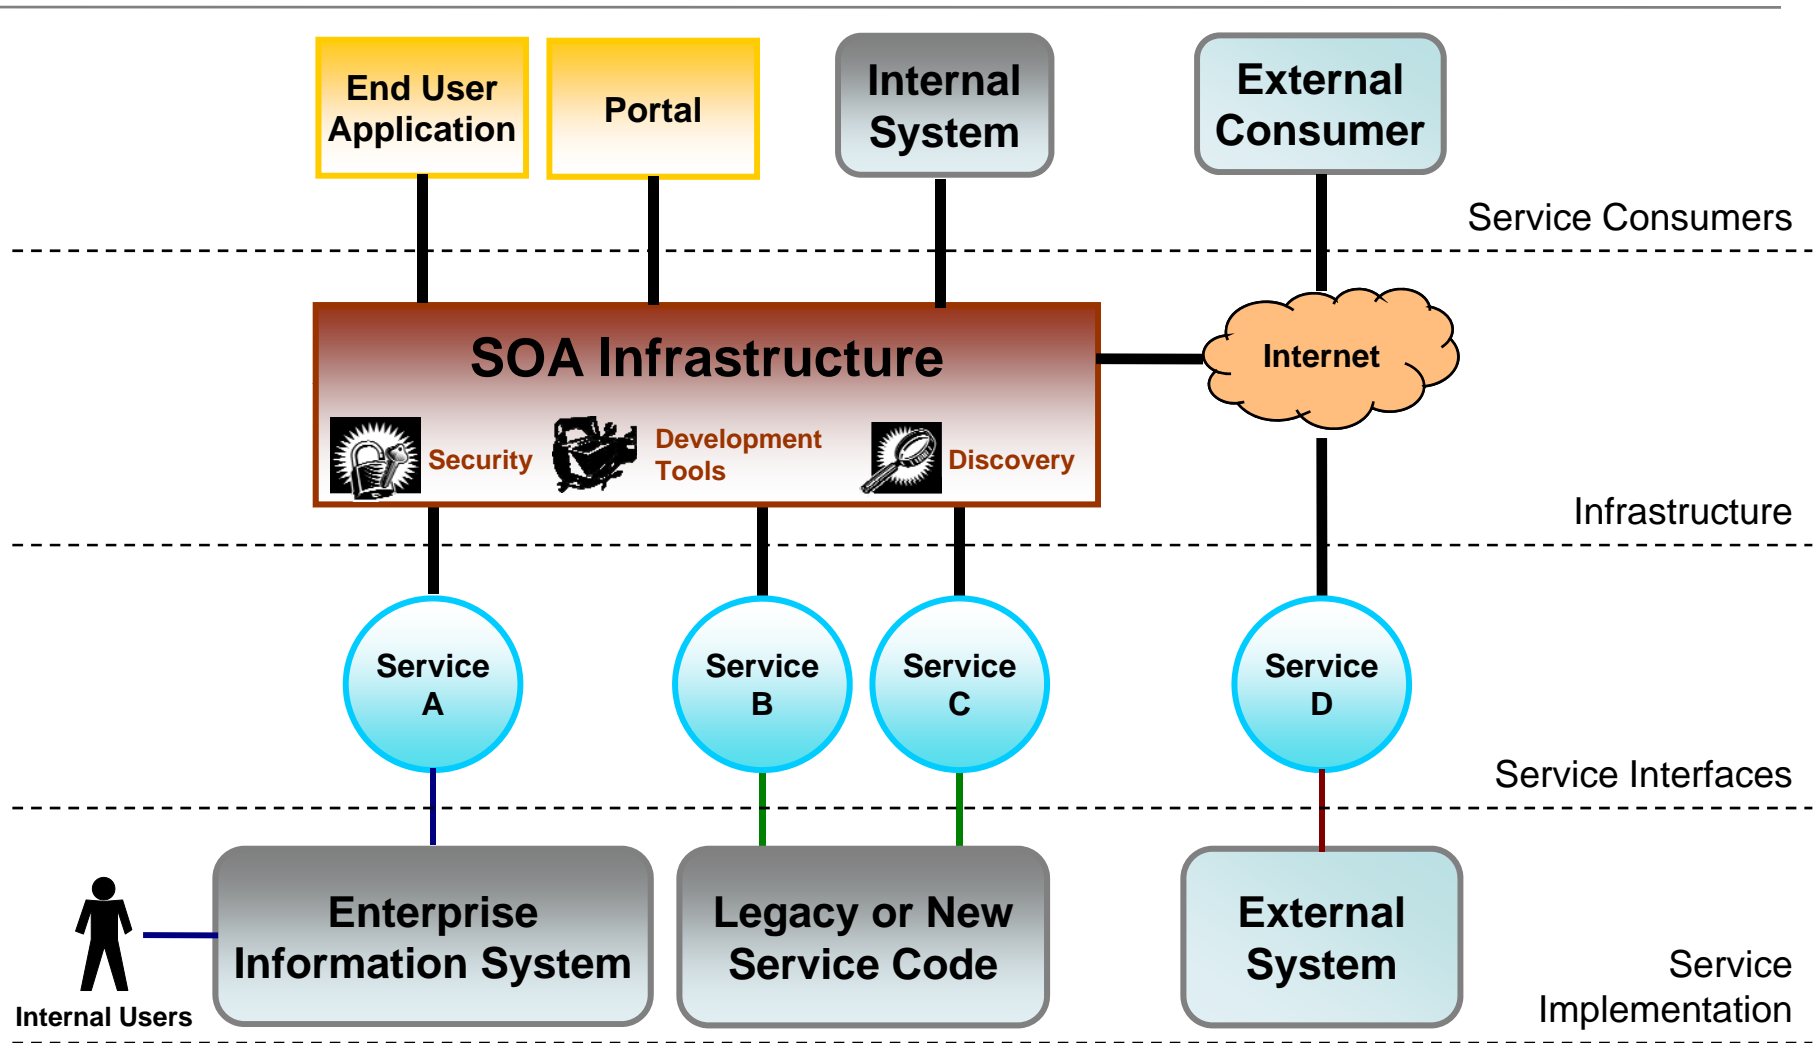 End User
Application
Portal
Internal
System
External
Consumer
Service Consumers
SOA Infrastructure
Internet
Security
Development
Tools
Discovery
Infrastructure
Service
A
Service
B
Service
C
Service
D
Service Interfaces
Enterprise
Information System
Legacy or New
Service Code
External
System
Internal Users
Service
Implementation